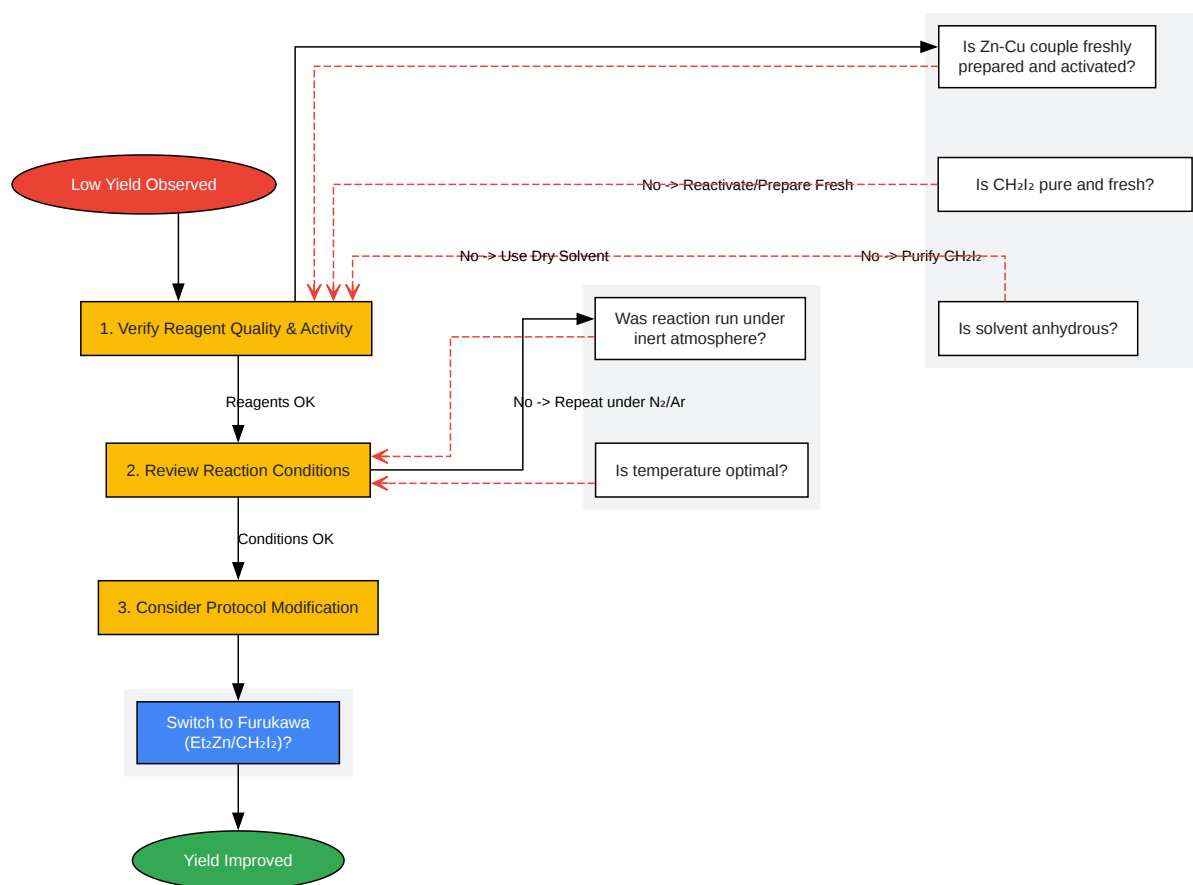 Is Zn-Cu couple freshly
prepared and activated?
Low Yield Observed
No -> Reactivate/Prepare Fresh
Is CH₂I₂ pure and fresh?
No -> Use Dry Solvent
No -> Purify CH₂I₂
1. Verify Reagent Quality & Activity
Was reaction run under
inert atmosphere?
Is solvent anhydrous?
Reagents OK
No -> Repeat under N₂/Ar
2. Review Reaction Conditions
Is temperature optimal?
Conditions OK
3. Consider Protocol Modification
Switch to Furukawa
(Et₂Zn/CH₂I₂)?
Yield Improved